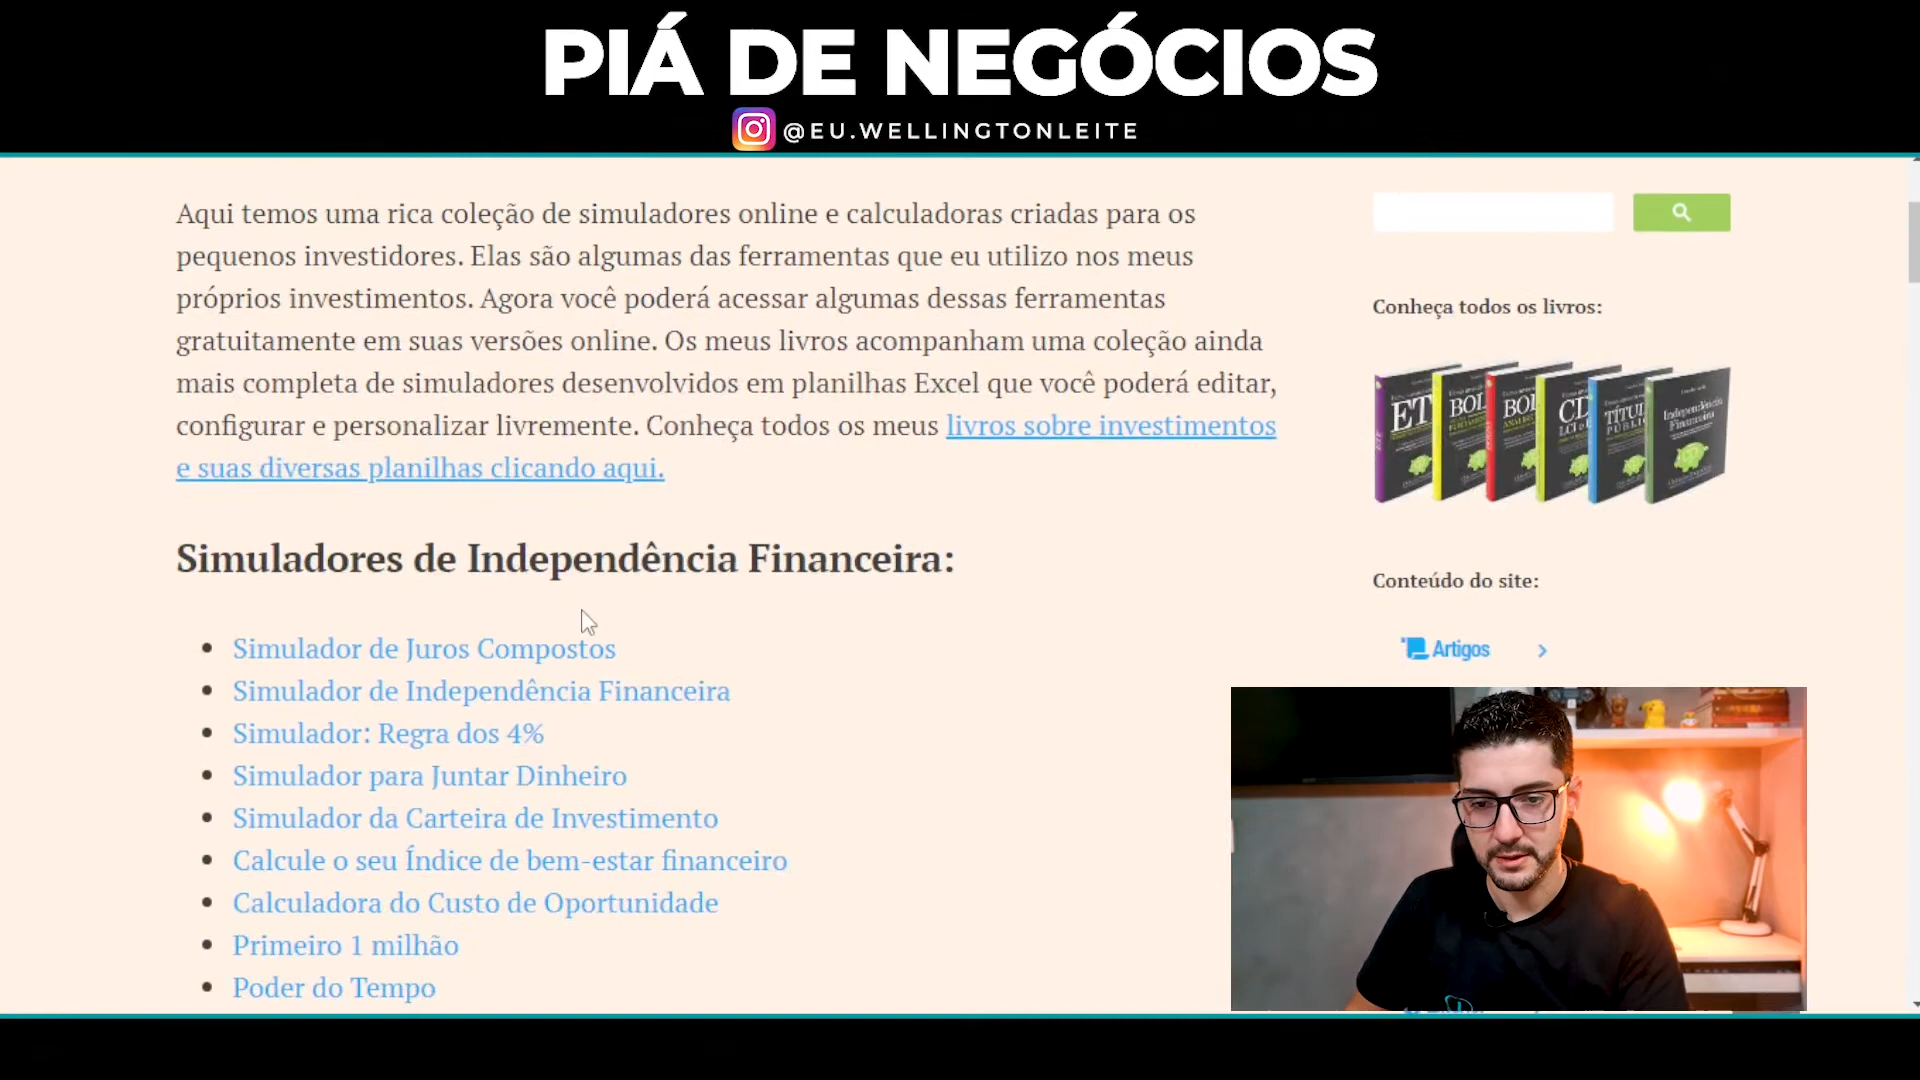 PIÁ DE NEGÓCIOS
@EU.WELLINGTONLEITE
Aqui temos uma rica coleção de simuladores online e calculadoras criadas para os
pequenos investidores. Elas são algumas das ferramentas que eu utilizo nos meus
próprios investimentos. Agora você poderá acessar algumas dessas ferramentas
gratuitamente em suas versões online. Os meus livros acompanham uma coleção ainda
mais completa de simuladores desenvolvidos em planilhas Excel que você poderá editar,
configurar e personalizar livremente. Conheça todos os meus livros sobre investimentos
e suas diversas planilhas clicando aqui.
Simuladores de Independência Financeira:
Simulador de Juros Compostos
Simulador de Independência Financeira
Simulador: Regra dos 4%
Simulador para Juntar Dinheiro
Simulador da Carteira de Investimento
Calcule o seu Índice de bem-estar financeiro
Calculadora do Custo de Oportunidade
Primeiro 1 milhão
Poder do Tempo
Conheça todos os livros:
Independência
Financeira
Conteúdo do site:
Artigos